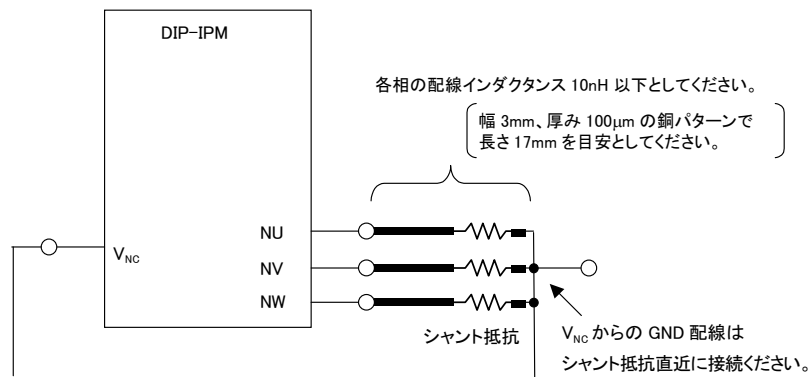 DIP-IPM
各相の配線インダクタンス 10nH 以下としてください。
幅 3mm、厚み 100μm の銅パターンで
長さ 17mm を目安としてください。
VNC
NU
NV
NW
シャント抵抗
VNC からの GND 配線は
シャント抵抗直近に接続ください。